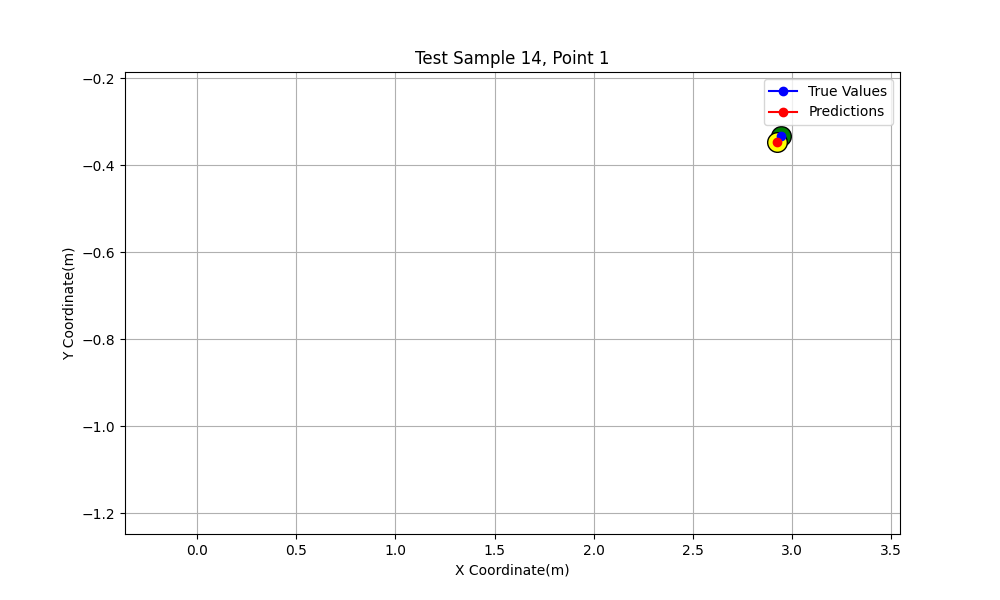 Test Sample 14, Point 1
True Values
Predictions
Y Coordinate(m)
−0.2
−0.4
−0.6
−0.8
−1.0
−1.2
0.0 0.5 1.0 1.5 2.0 2.5 3.0 3.5
X Coordinate(m)